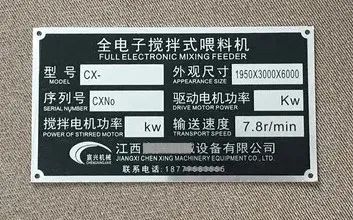 全电子搅拌式喂料机
FULL ELECTRONIC MIXING FEEDER
型号 CX- 外观尺寸 1950X3000X6000
MODEL APPEARANCE SIZE
序列号 CXNo 驱动电机功率 Kw
SERIAL NUMBER DRIVE MOTOR POWER
搅拌电机功率 kw 输送速度 7.8r/min
POWER OF STIRRED MOTOR TRANSPORT SPEED
江西 设备有限公司
JIANGXI CHEN XING MACHINERY EQUIPMENT CO.,LTD.
联系电话: 187